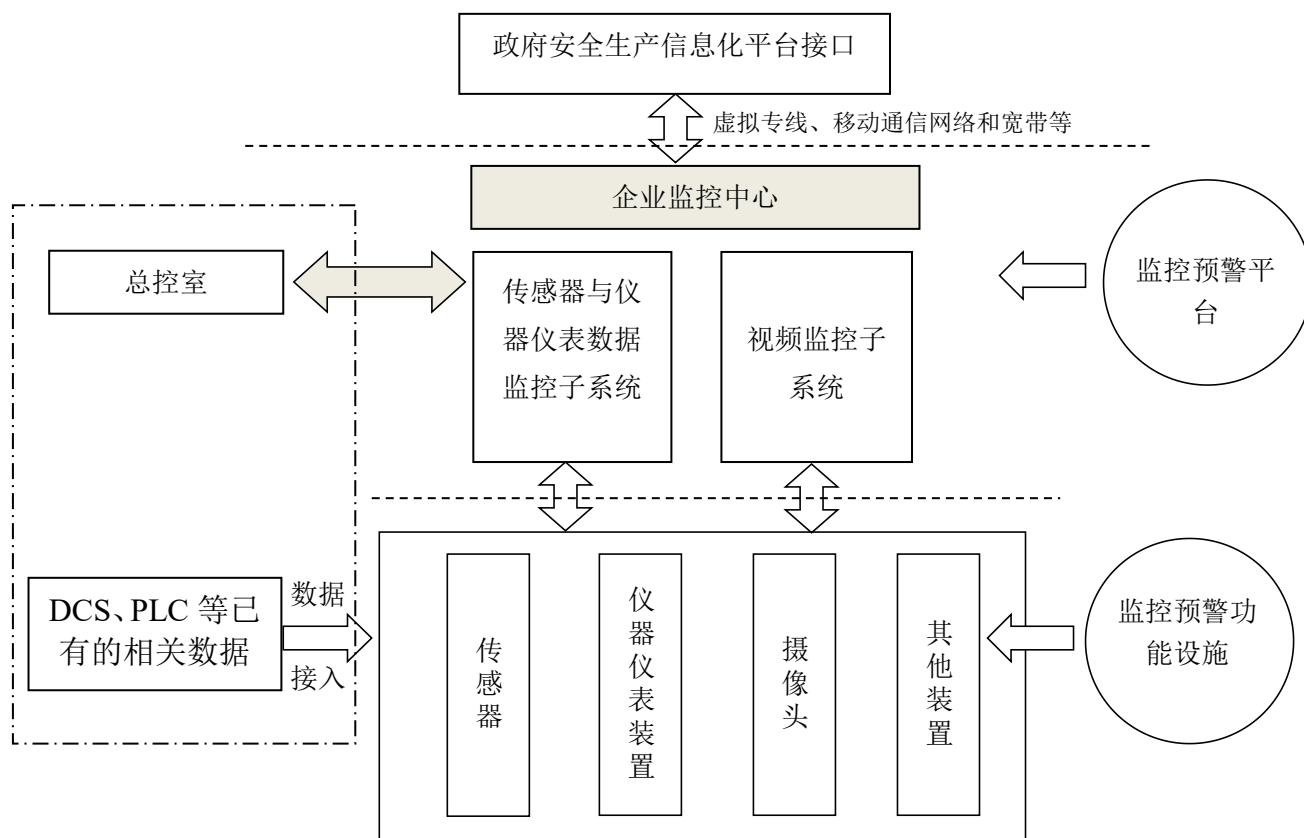 政府安全生产信息化平台接口
虚拟专线、移动通信网络和宽带等
企业监控中心
总控室
传感器与仪
器仪表数据
监控子系统
视频监控子
系统
监控预警平
台
DCS、PLC 等已
有的相关数据
数据
接入
传感器
仪器仪表装置
摄像头
其他装置
监控预警功
能设施